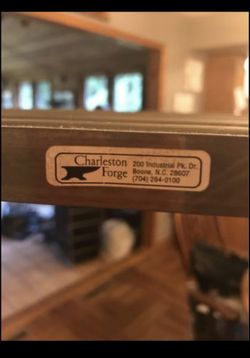 Charleston
Forge
200 Industrial Pk. Dr.
Boone, N.C. 28607
(704) 264-0100